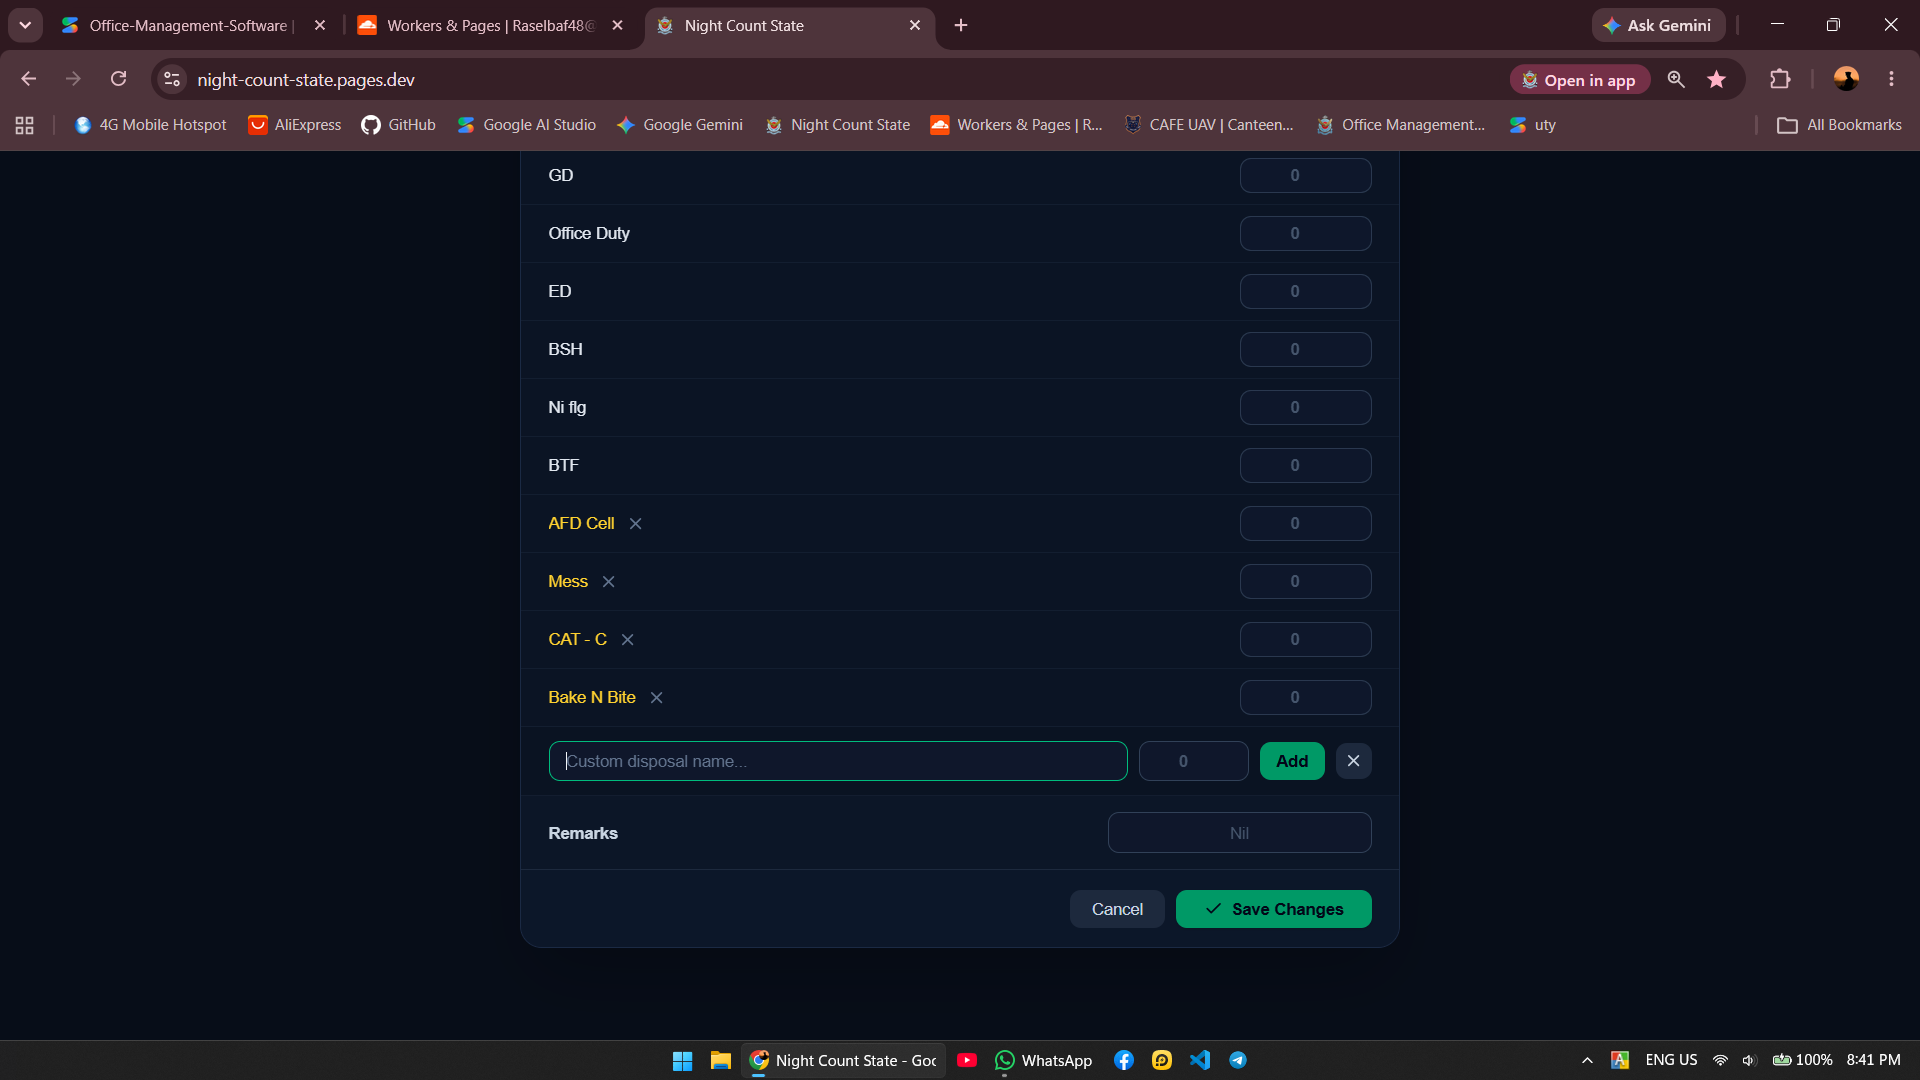 Office-Management-Software |
Workers & Pages | Raselbaf48@
Night Count State
Ask Gemini
night-count-state.pages.dev
Open in app
4G Mobile Hotspot
AliExpress
GitHub
Google AI Studio
Google Gemini
Night Count State
Workers & Pages | R...
CAFE UAV | Canteen...
Office Management...
uty
All Bookmarks
GD
0
Office Duty
0
ED
0
BSH
0
Ni flg
0
BTF
0
AFD Cell
0
Mess
0
CAT - C
0
Bake N Bite
0
Custom disposal name...
0
Add
Remarks
Nil
Cancel
Save Changes
Night Count State - Goo
WhatsApp
A
ENG US
100%
8:41 PM